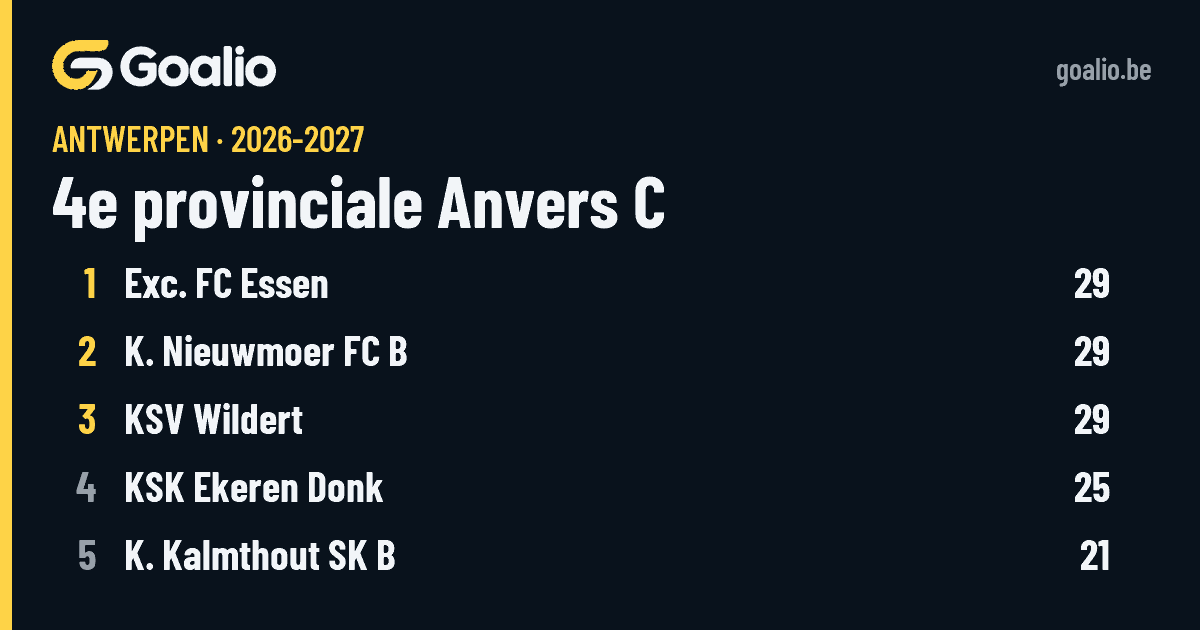 Goalio goalio.be
ANTWERPEN · 2026-2027
4e provinciale Anvers C
1 Exc. FC Essen 29
2 K. Nieuwmoer FC B 29
3 KSV Wildert 29
4 KSK Ekeren Donk 25
5 K. Kalmthout SK B 21